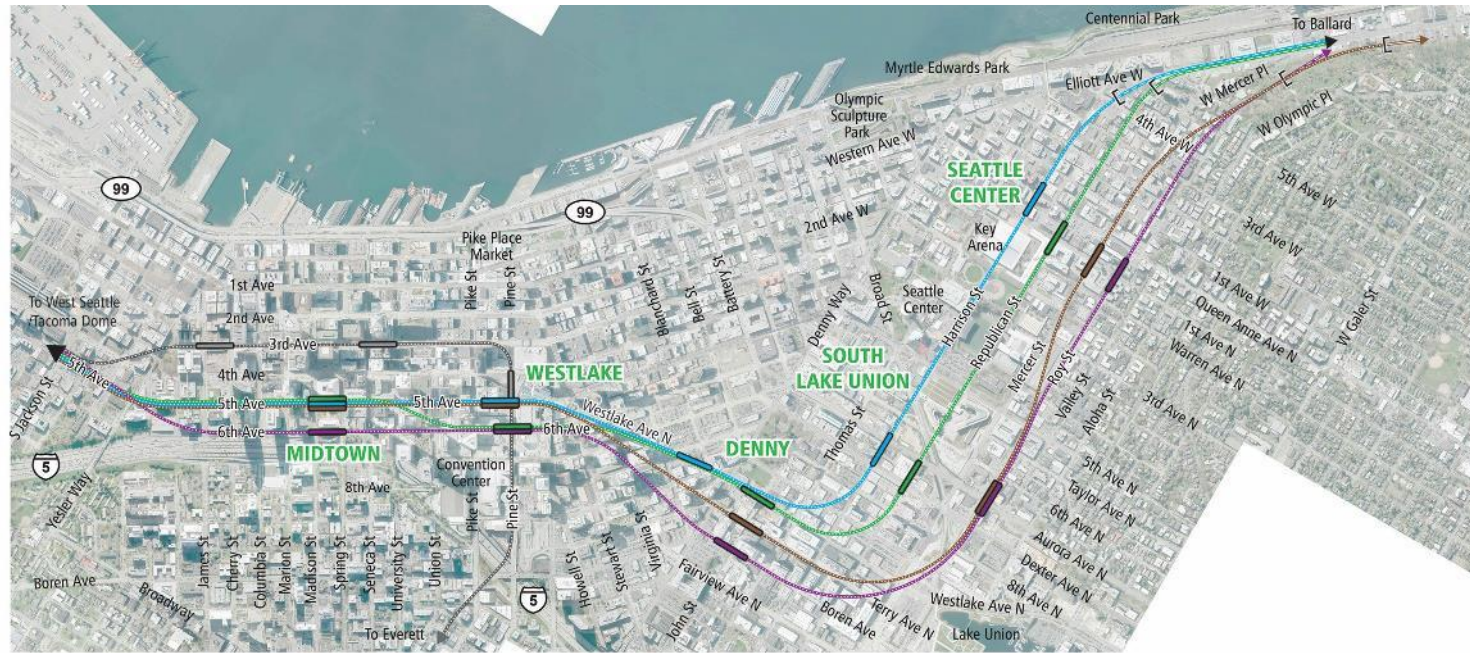 Centennial Park
To Ballard
Myrtle Edwards Park
Elliott Ave W
W Mercer Pl
W Olympic Pl
Olympic
Sculpture
Park
Western Ave W
4th Ave W
SEATTLE
CENTER
5th Ave W
99
99
2nd Ave W
Key
Arena
3rd Ave W
Pike Place
Market
Pike St
Pine St
1st Ave
Blanchard St
Bell St
Battery St
Denny Way
Broad St
Seattle
Center
Harrison St
Republican St
1st Ave W
Queen Anne Ave N
1st Ave N
Warren Ave N
W Galer St
To West Seattle
/Tacoma Dome
2nd Ave
3rd Ave
4th Ave
5th Ave
S Jackson St
5th Ave
5th Ave
6th Ave
6th Ave
WESTLAKE
Westlake Ave N
SOUTH
LAKE UNION
Mercer St
Roy St
Valley St
Aloha St
3rd Ave N
MIDTOWN
DENNY
Thomas St
5
Yesler Way
8th Ave
Convention
Center
Pike St
Pine St
5th Ave N
Taylor Ave N
6th Ave N
Aurora Ave N
Dexter Ave N
8th Ave N
Westlake Ave N
Boren Ave
Broadway
James St
Cherry St
Columbia St
Marion St
Madison St
Spring St
Seneca St
University St
Union St
5
Howell St
Stewart St
Virginia St
John St
Fairview Ave N
Boren Ave
Terry Ave N
Lake Union
To Everett